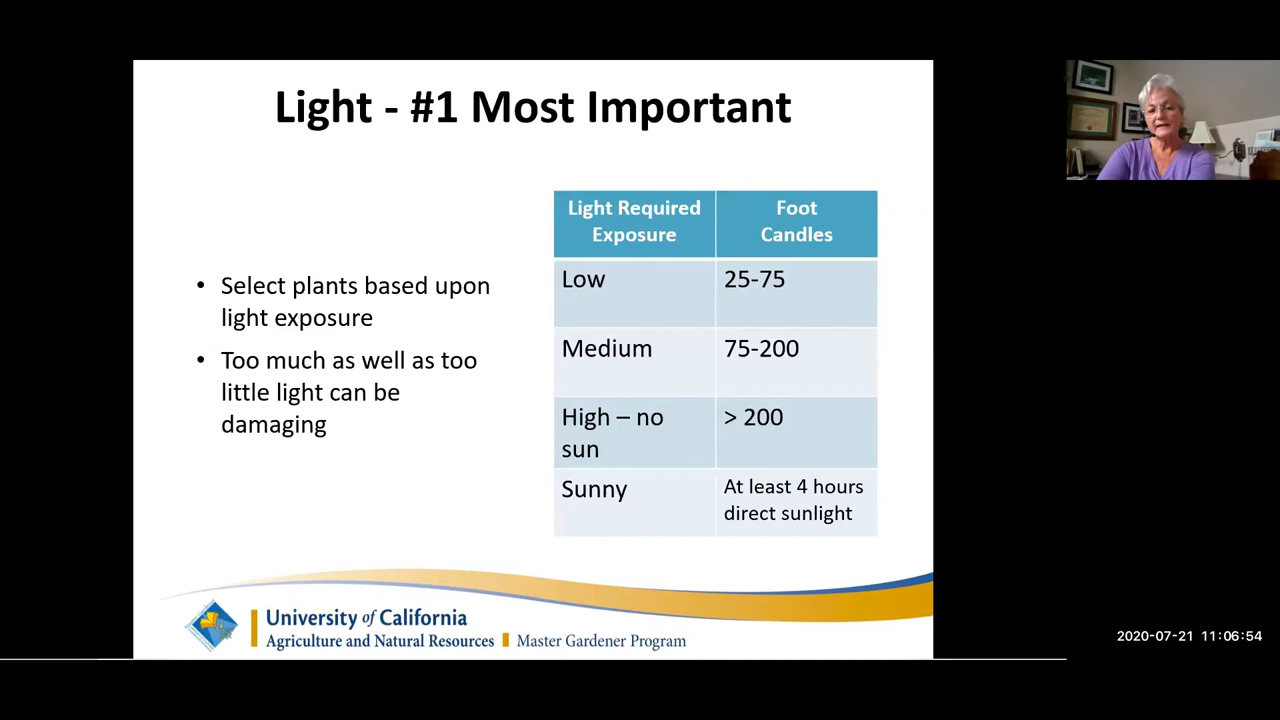 Light - #1 Most Important
• Select plants based upon
light exposure
• Too much as well as too
little light can be
damaging
Light Required
Exposure
Foot
Candles
Low
25-75
Medium
75-200
High – no
sun
> 200
Sunny
At least 4 hours
direct sunlight
University of California
Agriculture and Natural Resources
Master Gardener Program
2020-07-21 11:06:54